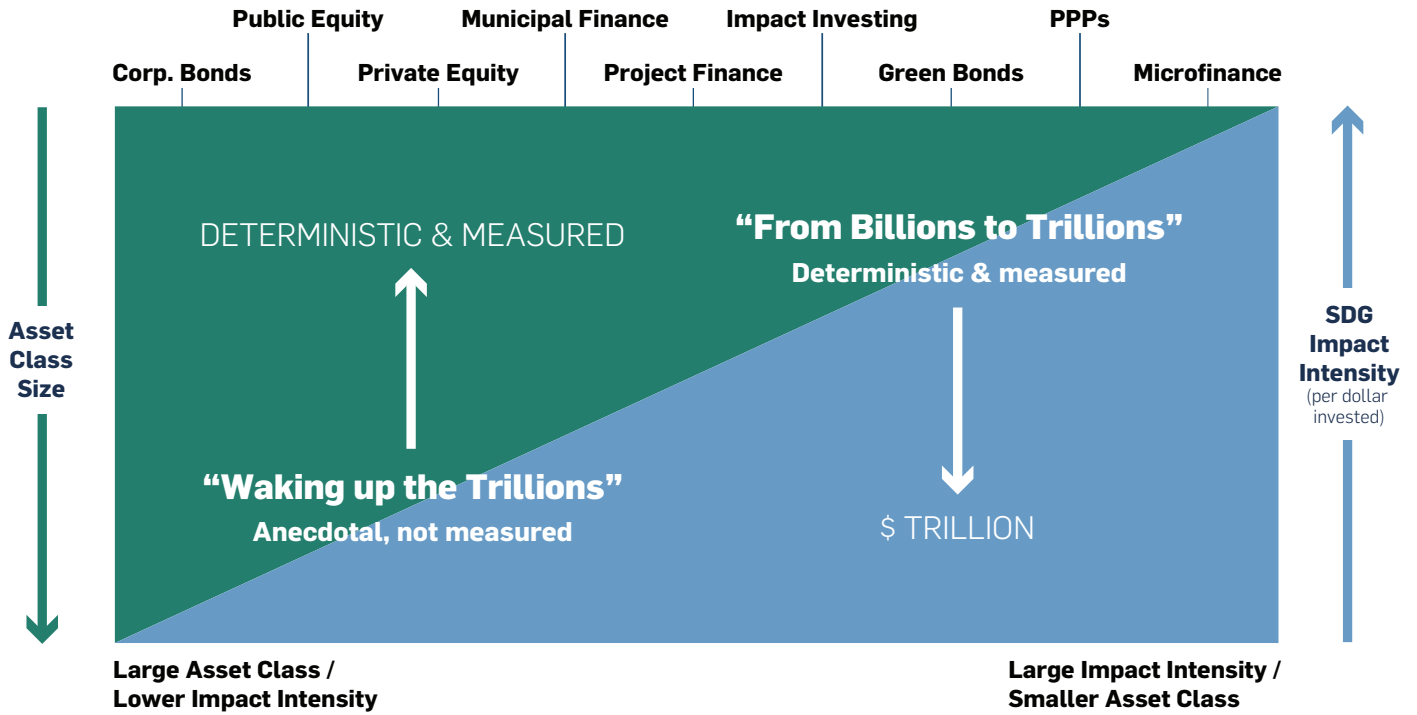 Public Equity
Municipal Finance
Impact Investing
PPPs
Corp. Bonds
Private Equity
Project Finance
Green Bonds
Microfinance
DETERMINISTIC & MEASURED
“From Billions to Trillions”
Deterministic & measured
Asset
Class
Size
SDG
Impact
Intensity
(per dollar
invested)
“Waking up the Trillions”
Anecdotal, not measured
$ TRILLION
Large Asset Class /
Lower Impact Intensity
Large Impact Intensity /
Smaller Asset Class